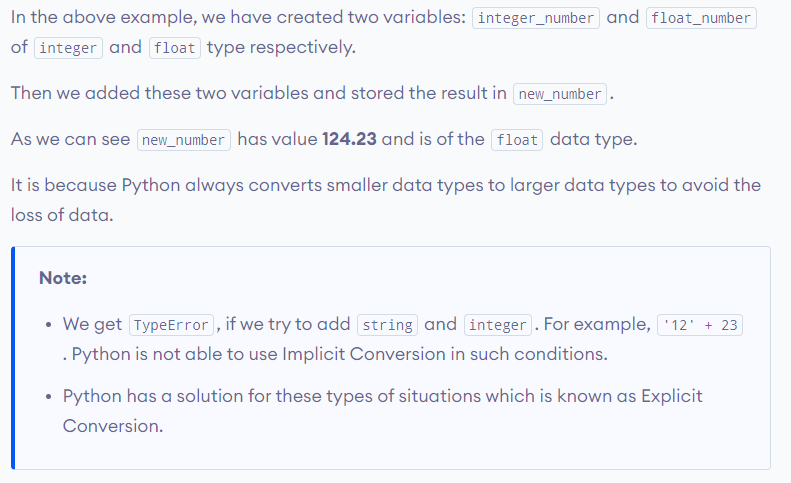 In the above example, we have created two variables: integer_number and float_number
of integer and float type respectively.
Then we added these two variables and stored the result in new_number .
As we can see new_number has value 124.23 and is of the float data type.
It is because Python always converts smaller data types to larger data types to avoid the
loss of data.
Note:
• We get TypeError , if we try to add string and integer . For example, '12' + 23
. Python is not able to use Implicit Conversion in such conditions.
• Python has a solution for these types of situations which is known as Explicit
Conversion.